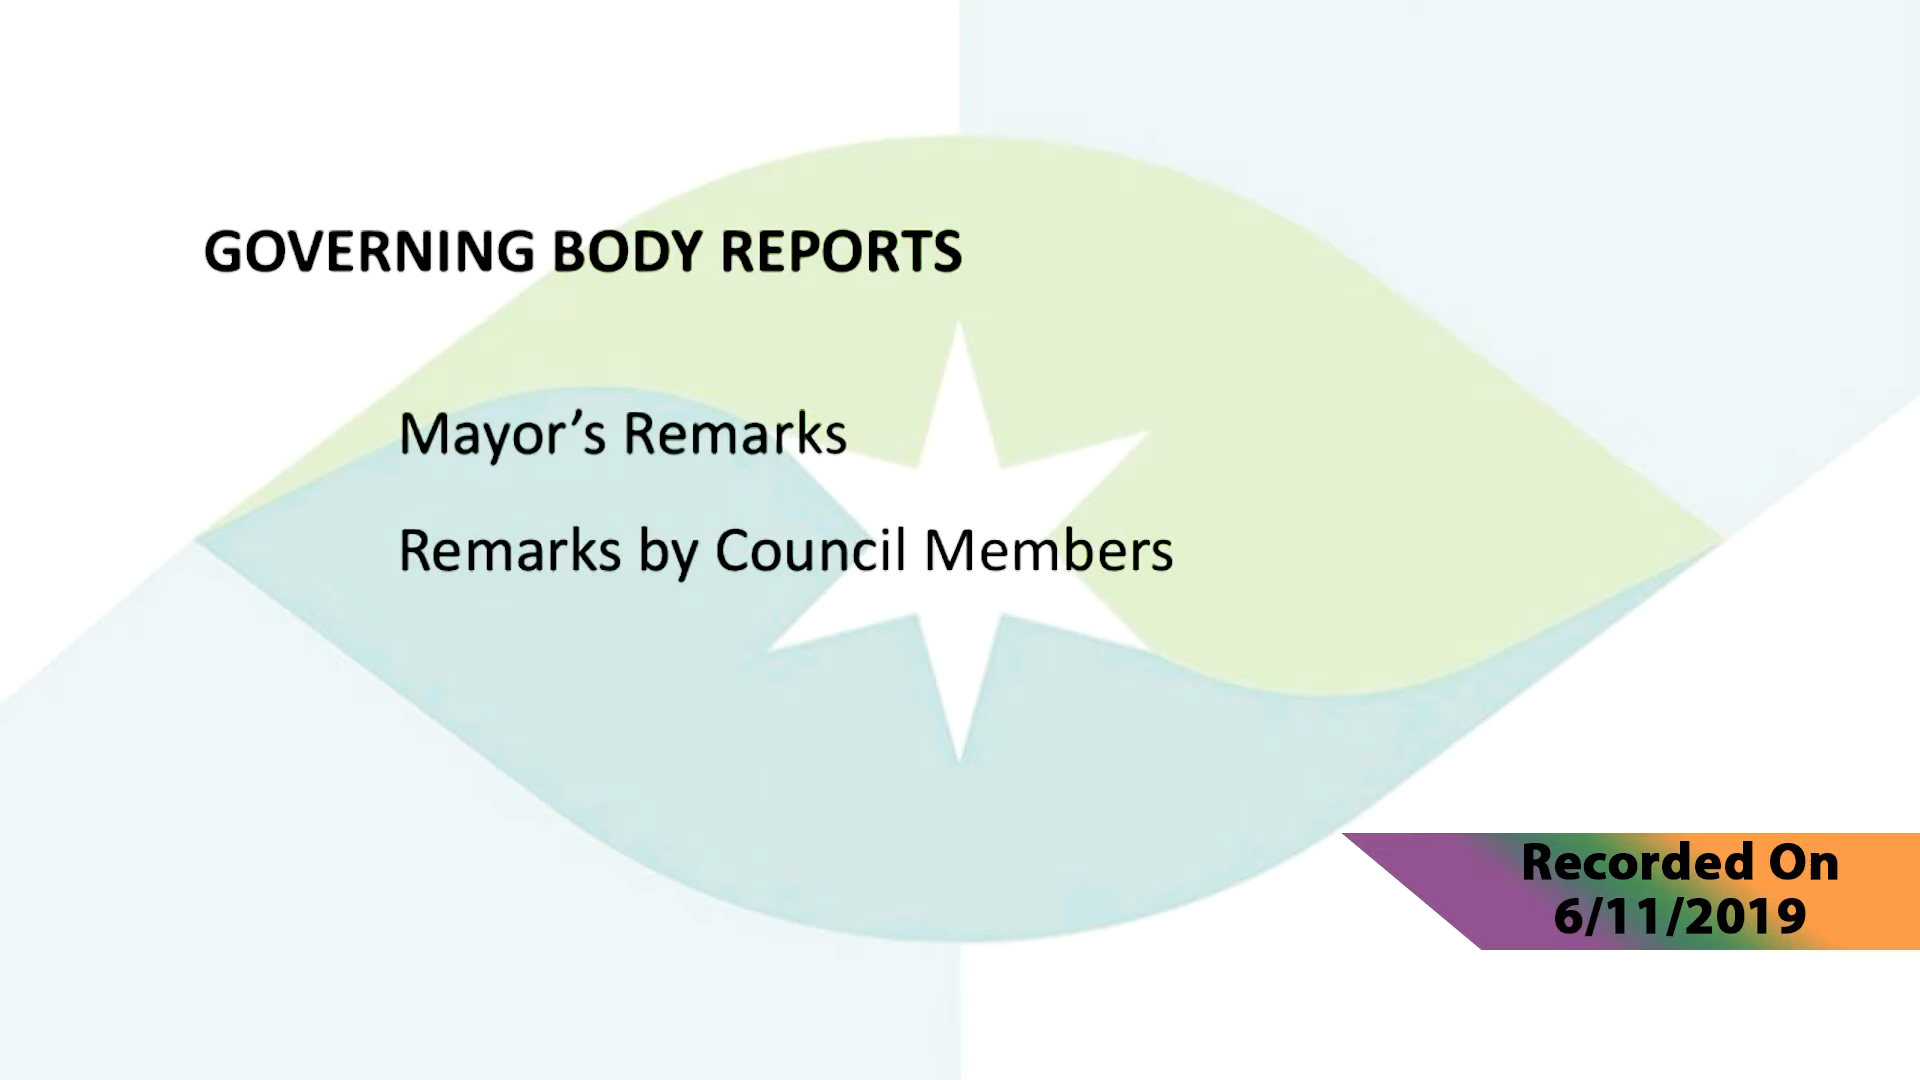 GOVERNING BODY REPORTS
Mayor’s Remarks
Remarks by Council Members
Recorded On
6/11/2019